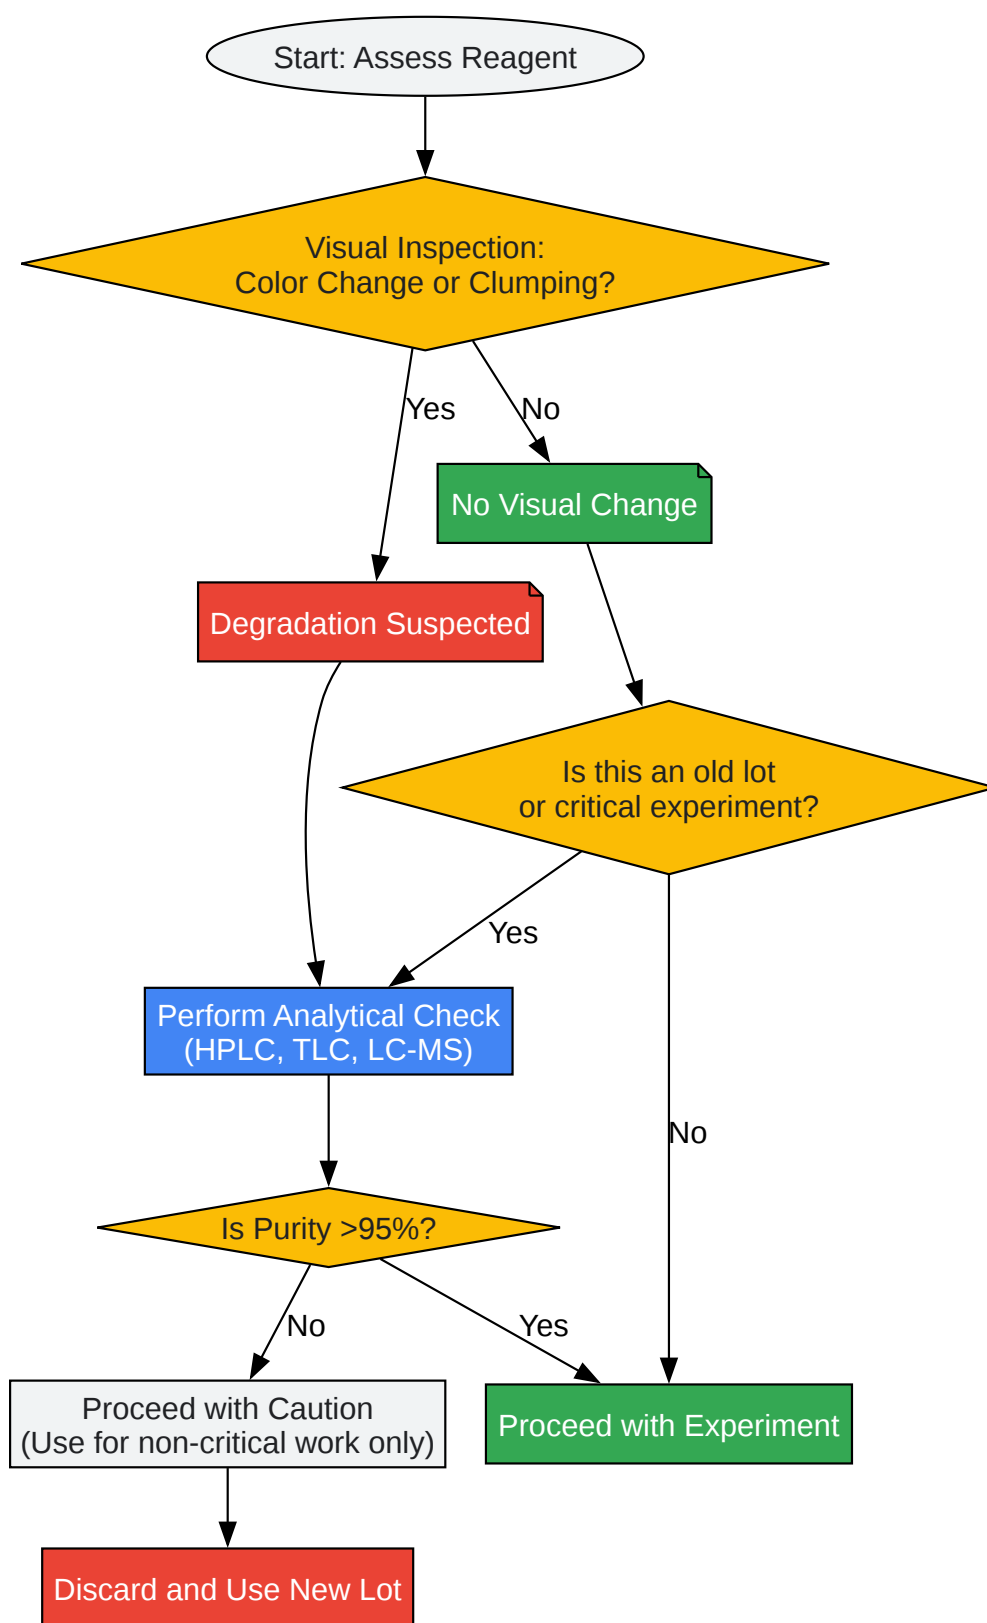 Start: Assess Reagent
Visual Inspection:
Color Change or Clumping?
Yes
No
No Visual Change
Degradation Suspected
Is this an old lot
or critical experiment?
Yes
Perform Analytical Check
(HPLC, TLC, LC-MS)
No
Is Purity >95%?
No
Yes
Proceed with Caution
(Use for non-critical work only)
Proceed with Experiment
Discard and Use New Lot